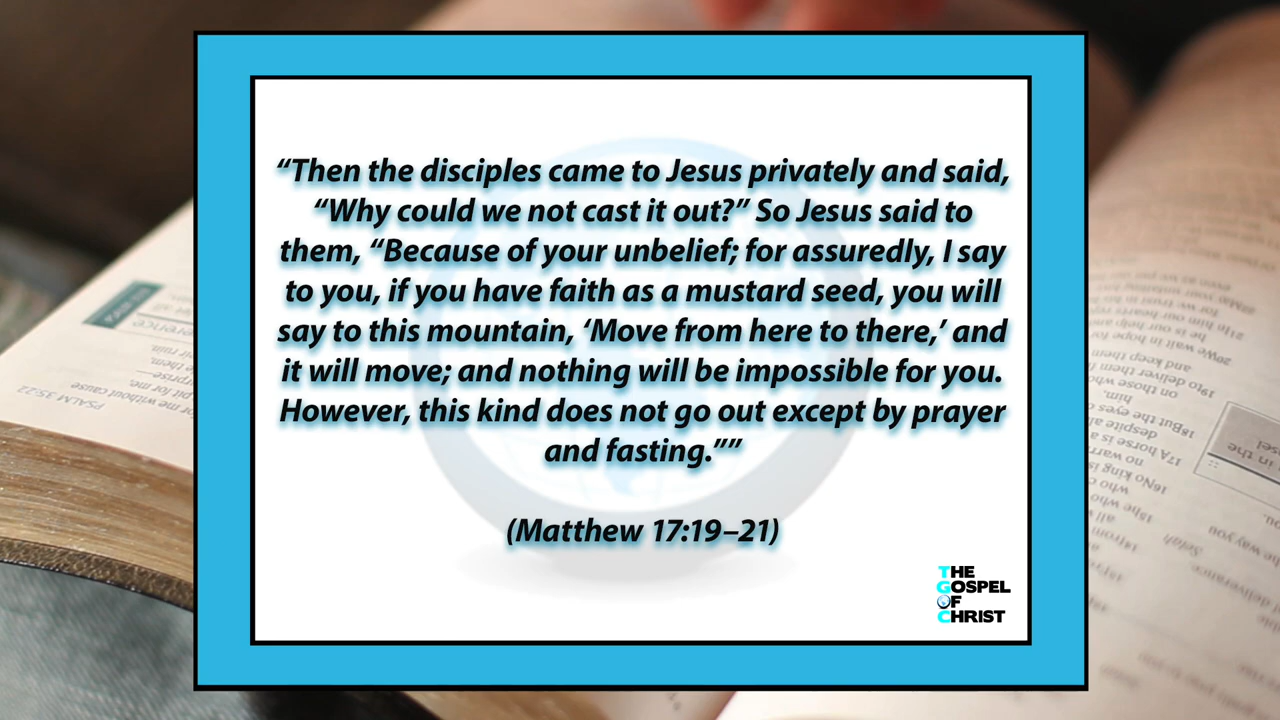 “Then the disciples came to Jesus privately and said,
“Why could we not cast it out?” So Jesus said to
them, “Because of your unbelief; for assuredly, I say
to you, if you have faith as a mustard seed, you will
say to this mountain, ‘Move from here to there,’ and
it will move; and nothing will be impossible for you.
However, this kind does not go out except by prayer
and fasting.””
(Matthew 17:19–21)
THE
GOSPEL
OF
CHRIST
PSALM 35:22